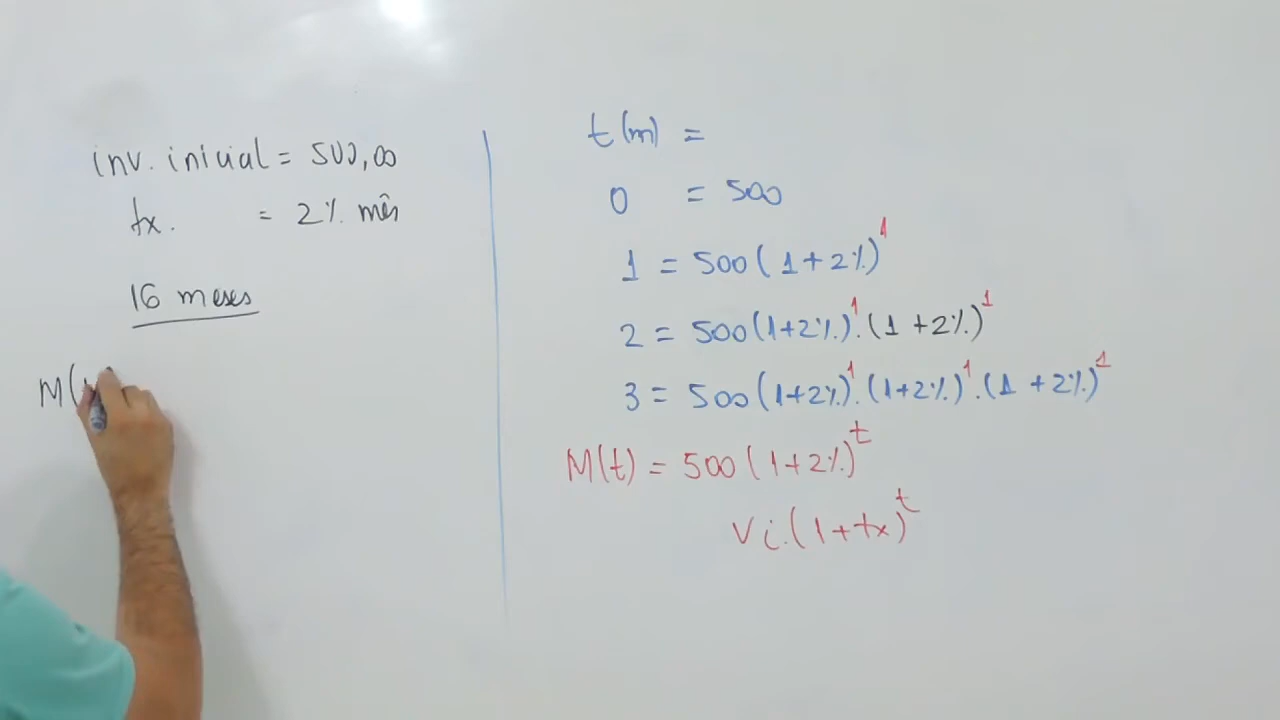 inv. inicial = 500,00
tx. = 2% mês
16 meses
M(
t(m) =
0 = 500
1 = 500(1+2%)¹
2 = 500(1+2%)¹.(1+2%)¹
3 = 500(1+2%)¹.(1+2%)¹.(1+2%)¹
M(t) = 500(1+2%)ᵗ
Vi.(1+tx)ᵗ